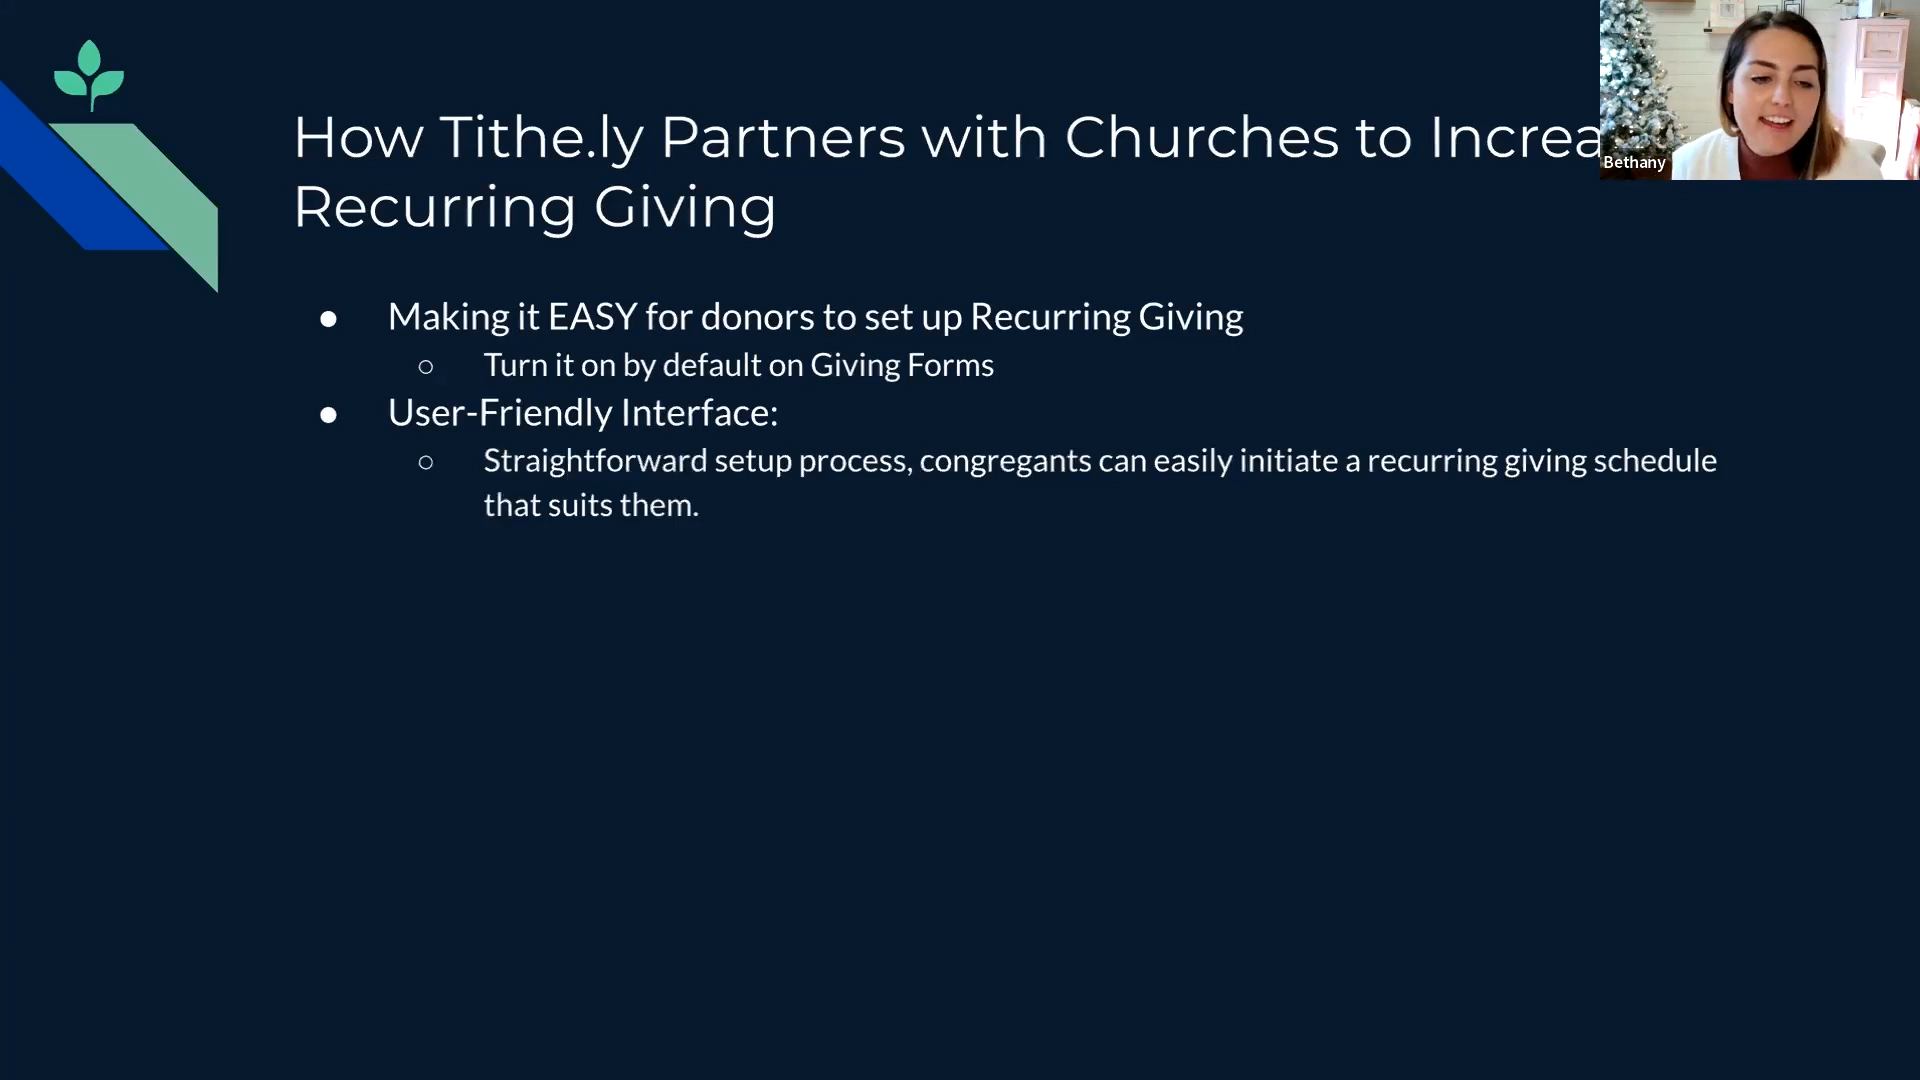 How Tithe.ly Partners with Churches to Increa
Recurring Giving
Bethany
● Making it EASY for donors to set up Recurring Giving
○ Turn it on by default on Giving Forms
● User-Friendly Interface:
○ Straightforward setup process, congregants can easily initiate a recurring giving schedule
that suits them.